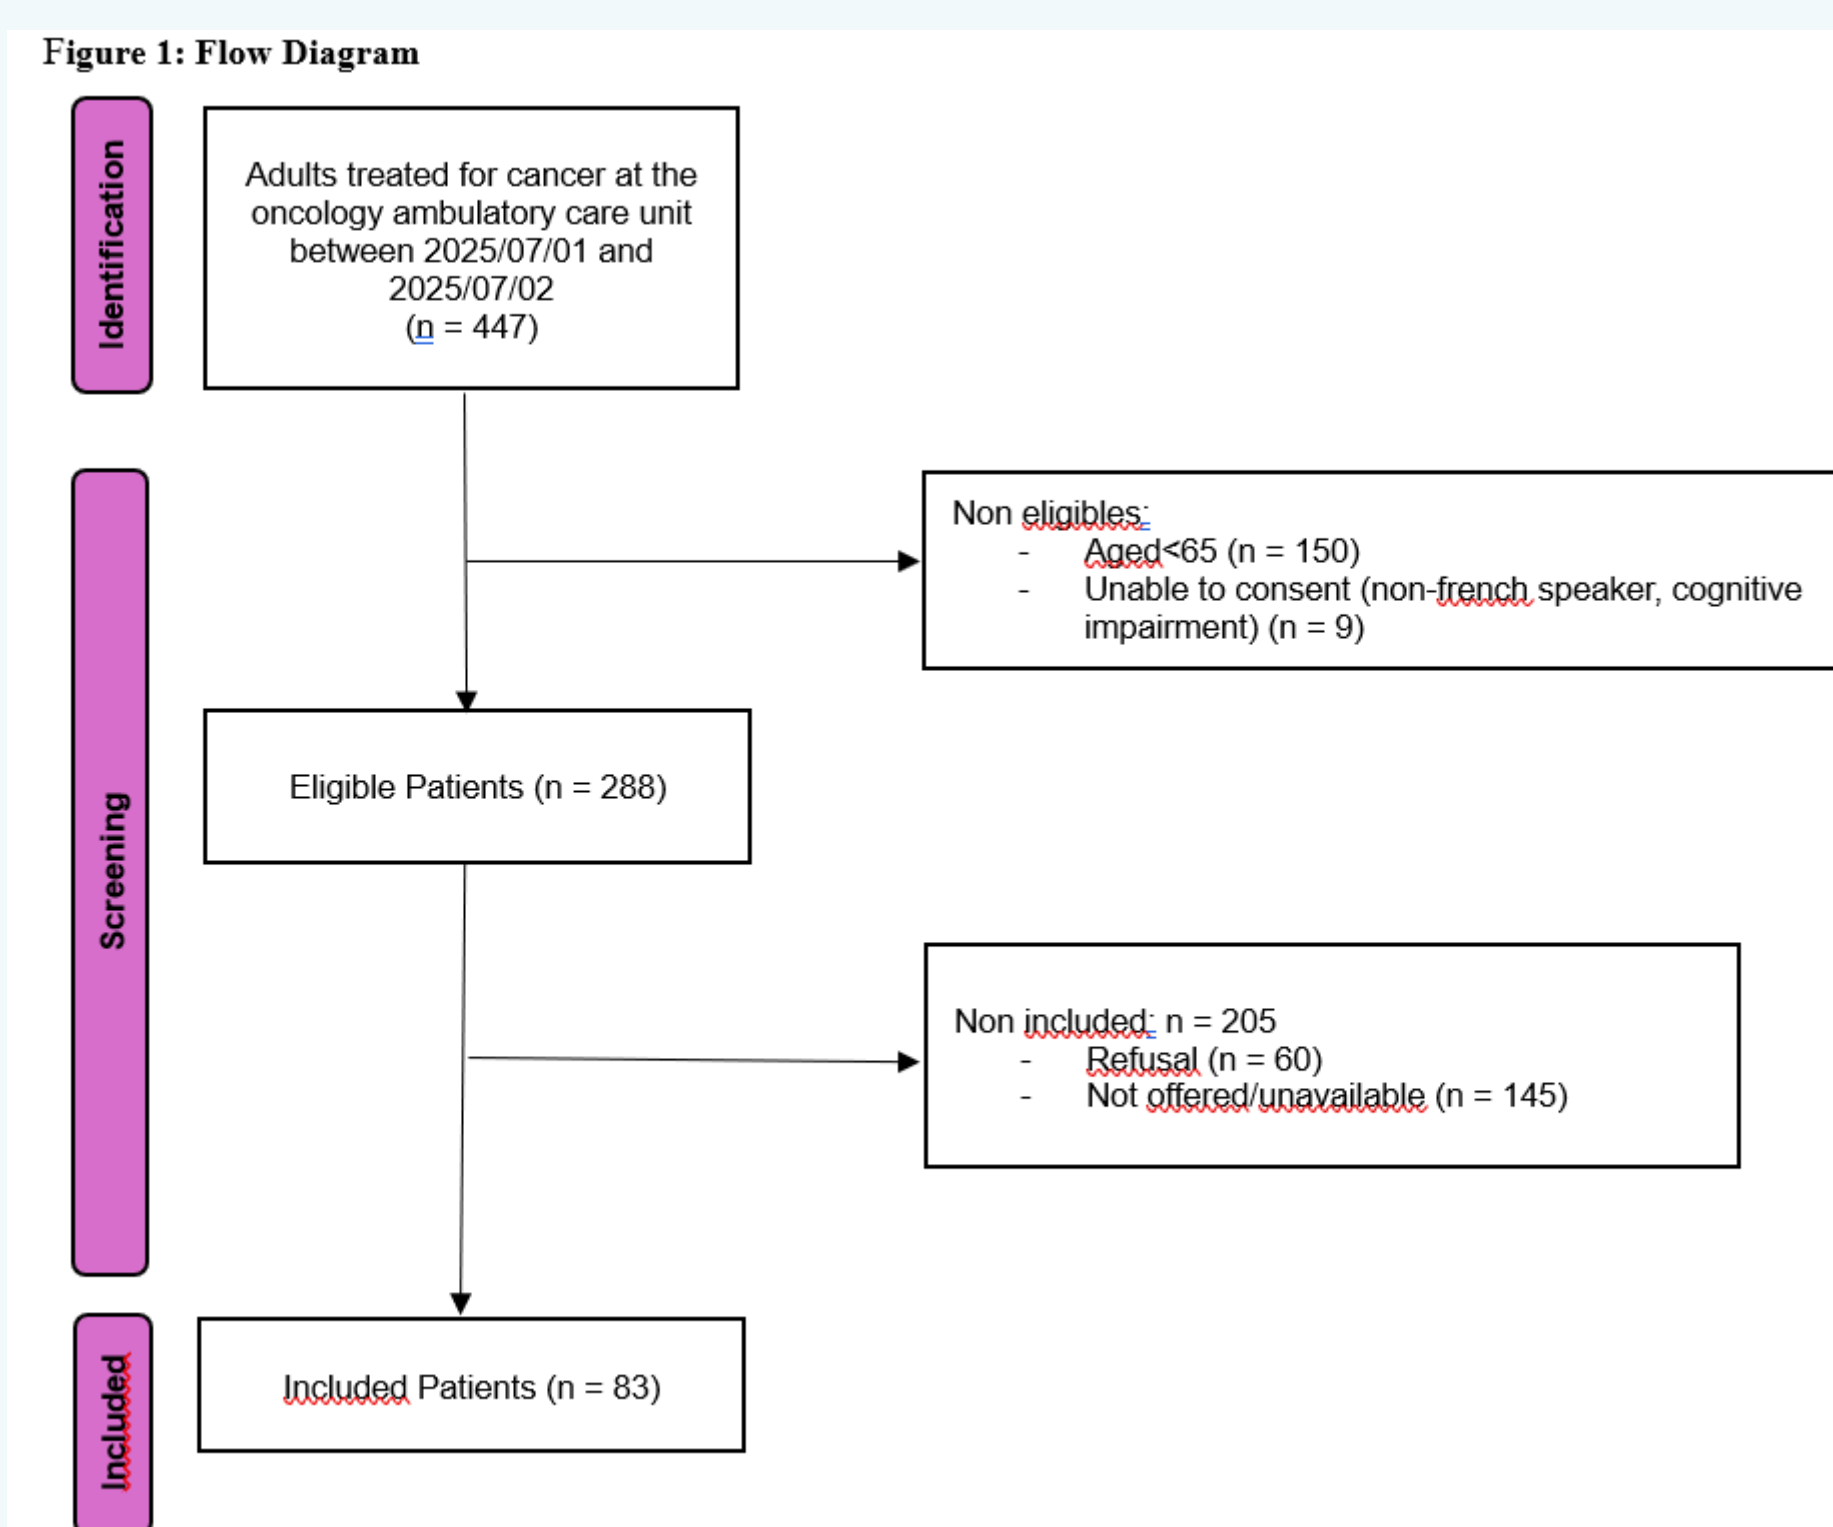 Figure 1: Flow Diagram
Identification
Adults treated for cancer at the
oncology ambulatory care unit
between 2025/07/01 and
2025/07/02
(n = 447)
Screening
Non eligibles:
- Aged<65 (n = 150)
- Unable to consent (non-french speaker, cognitive
impairment) (n = 9)
Eligible Patients (n = 288)
Non included: n = 205
- Refusal (n = 60)
- Not offered/unavailable (n = 145)
Included
Included Patients (n = 83)